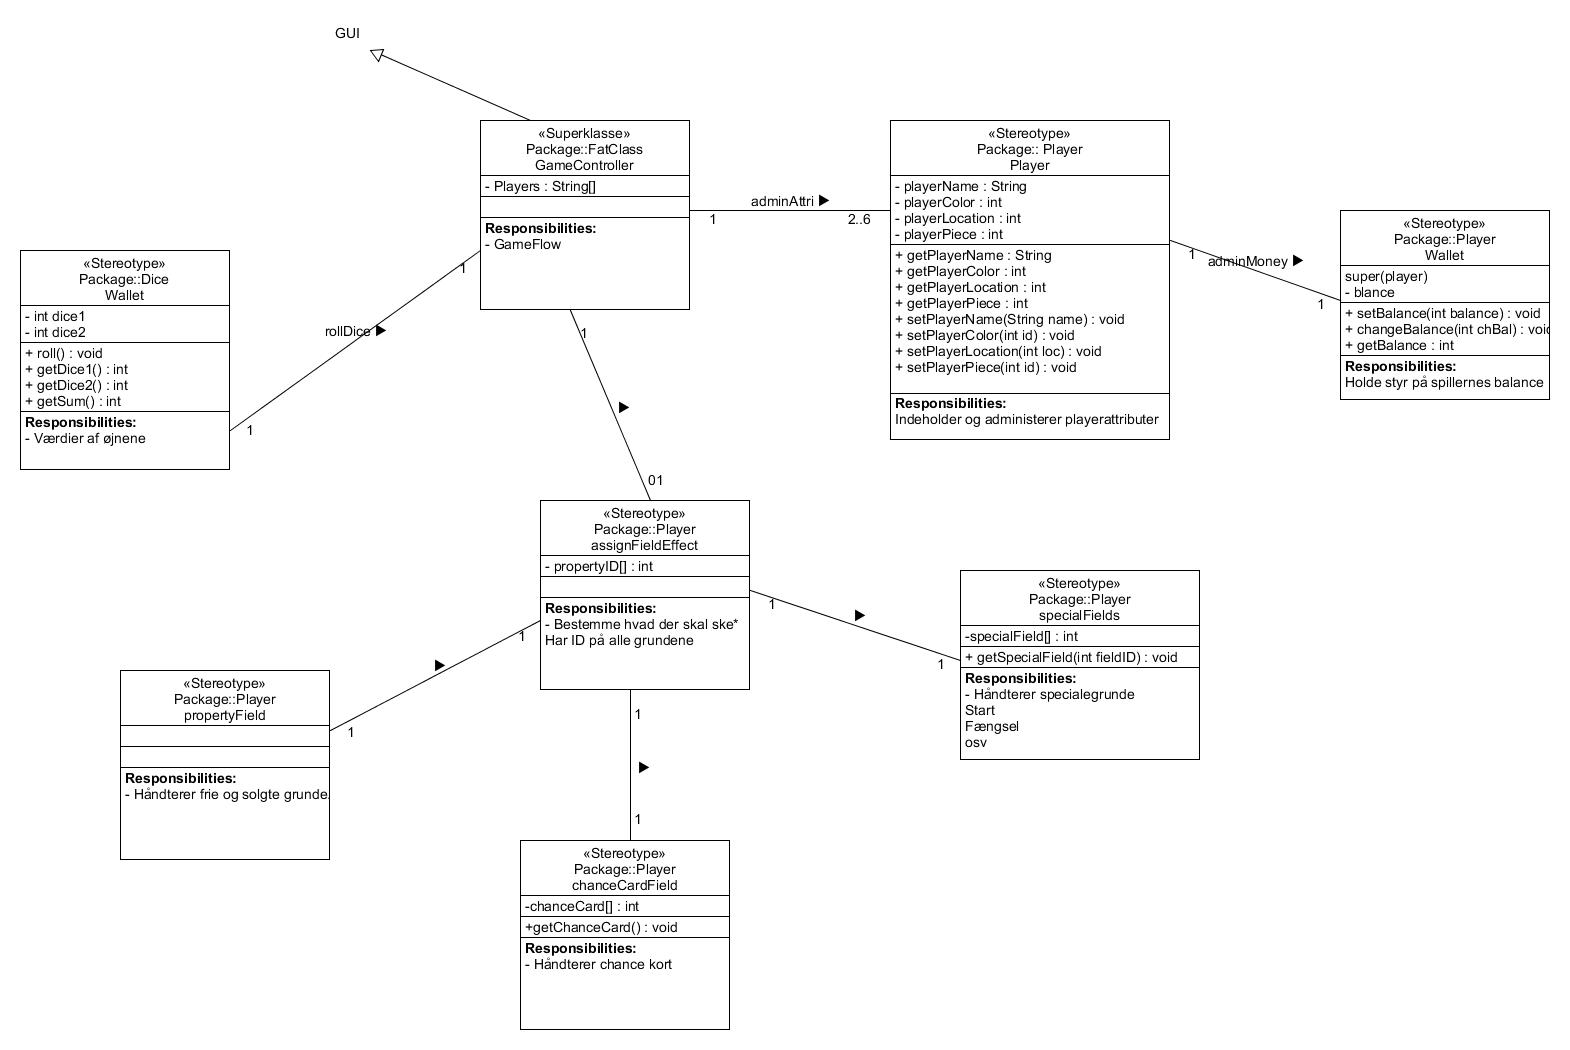 GUI
«Superklasse»
Package::FatClass
GameController
- Players : String[]
Responsibilities:
- GameFlow
1
adminAttri ▶
2..6
«Stereotype»
Package:: Player
Player
- playerName : String
- playerColor : int
- playerLocation : int
- playerPiece : int
+ getPlayerName : String
+ getPlayerColor : int
+ getPlayerLocation : int
+ getPlayerPiece : int
+ setPlayerName(String name) : void
+ setPlayerColor(int id) : void
+ setPlayerLocation(int loc) : void
+ setPlayerPiece(int id) : void
Responsibilities:
Indeholder og administerer playerattributer
1
adminMoney ▶
1
«Stereotype»
Package::Player
Wallet
super(player)
- blance
+ setBalance(int balance) : void
+ changeBalance(int chBal) : void
+ getBalance : int
Responsibilities:
Holde styr på spillernes balance
«Stereotype»
Package::Dice
Wallet
- int dice1
- int dice2
+ roll() : void
+ getDice1() : int
+ getDice2() : int
+ getSum() : int
Responsibilities:
- Værdier af øjnene
1
rollDice ▶
1
1
▶
01
«Stereotype»
Package::Player
assignFieldEffect
- propertyID[] : int
Responsibilities:
- Bestemme hvad der skal ske*
Har ID på alle grundene
1
▶
1
«Stereotype»
Package::Player
specialFields
-specialField[] : int
+ getSpecialField(int fieldID) : void
Responsibilities:
- Håndterer specialegrunde
Start
Fængsel
osv
1
▶
1
«Stereotype»
Package::Player
propertyField
Responsibilities:
- Håndterer frie og solgte grunde.
1
▶
1
«Stereotype»
Package::Player
chanceCardField
-chanceCard[] : int
+getChanceCard() : void
Responsibilities:
- Håndterer chance kort